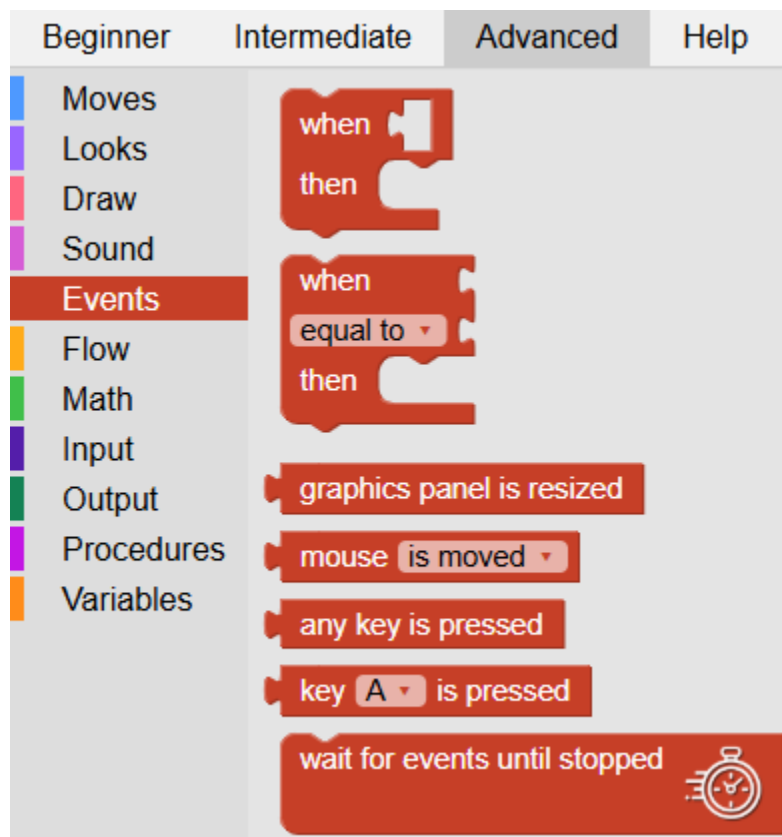 Beginner Intermediate Advanced Help
Moves
Looks
Draw
Sound
Events
Flow
Math
Input
Output
Procedures
Variables
when
then
when
equal to
then
graphics panel is resized
mouse is moved
any key is pressed
key A is pressed
wait for events until stopped